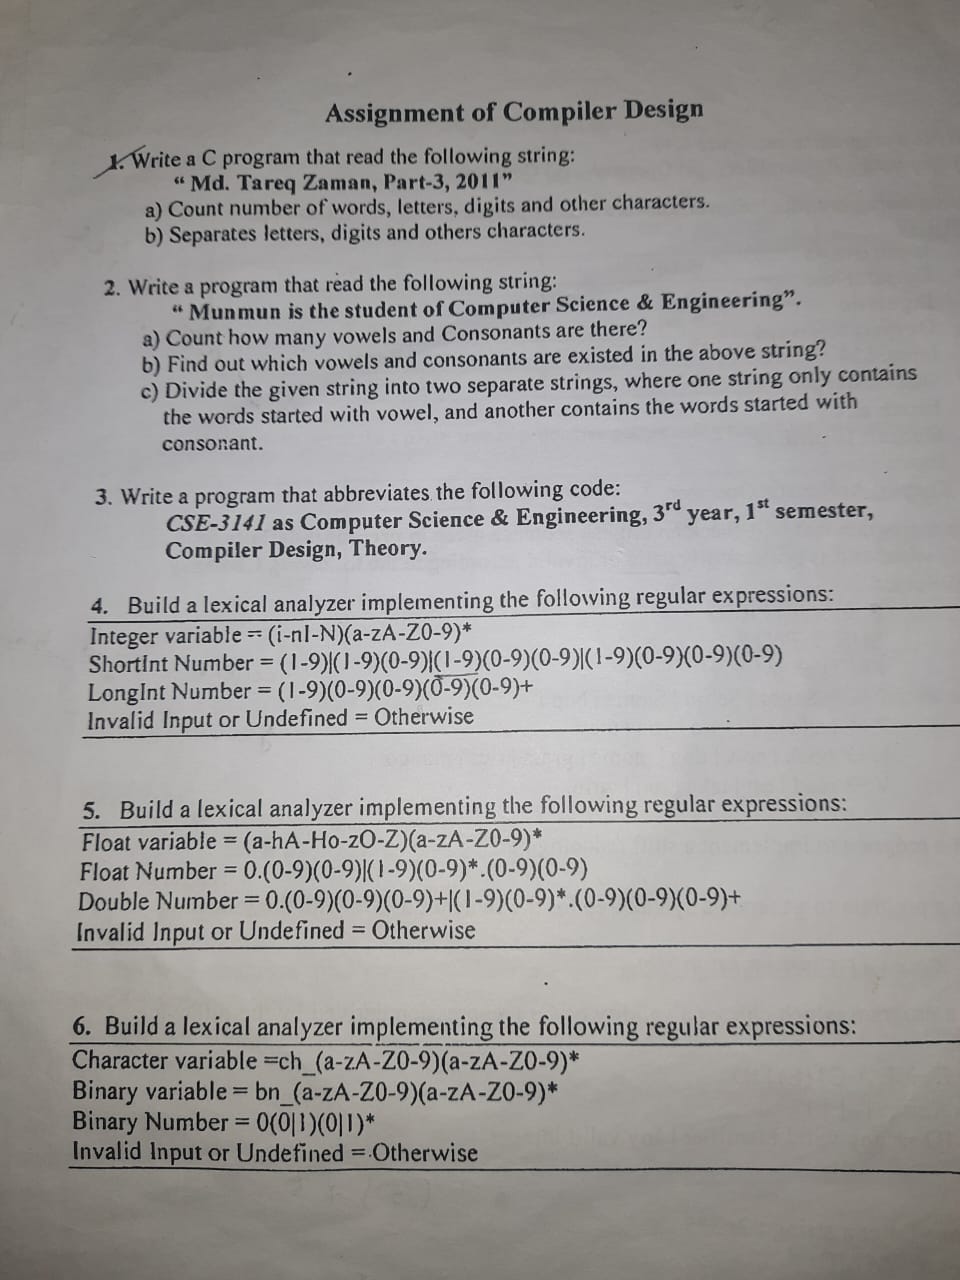 Assignment of Compiler Design
1. Write a C program that read the following string:
“ Md. Tareq Zaman, Part-3, 2011”
a) Count number of words, letters, digits and other characters.
b) Separates letters, digits and others characters.
2. Write a program that read the following string:
“ Munmun is the student of Computer Science & Engineering”.
a) Count how many vowels and Consonants are there?
b) Find out which vowels and consonants are existed in the above string?
c) Divide the given string into two separate strings, where one string only contains
the words started with vowel, and another contains the words started with
consonant.
3. Write a program that abbreviates the following code:
CSE-3141 as Computer Science & Engineering, 3rd year, 1st semester,
Compiler Design, Theory.
4. Build a lexical analyzer implementing the following regular expressions:
Integer variable = (i-nI-N)(a-zA-Z0-9)*
ShortInt Number = (1-9)|(1-9)(0-9)|(1-9)(0-9)(0-9)|(1-9)(0-9)(0-9)(0-9)
LongInt Number = (1-9)(0-9)(0-9)(0-9)(0-9)+
Invalid Input or Undefined = Otherwise
5. Build a lexical analyzer implementing the following regular expressions:
Float variable = (a-hA-Ho-zO-Z)(a-zA-Z0-9)*
Float Number = 0.(0-9)(0-9)|(1-9)(0-9)*.(0-9)(0-9)
Double Number = 0.(0-9)(0-9)(0-9)+|(1-9)(0-9)*.(0-9)(0-9)(0-9)+
Invalid Input or Undefined = Otherwise
6. Build a lexical analyzer implementing the following regular expressions:
Character variable =ch_(a-zA-Z0-9)(a-zA-Z0-9)*
Binary variable = bn_(a-zA-Z0-9)(a-zA-Z0-9)*
Binary Number = 0(0|1)(0|1)*
Invalid Input or Undefined = Otherwise